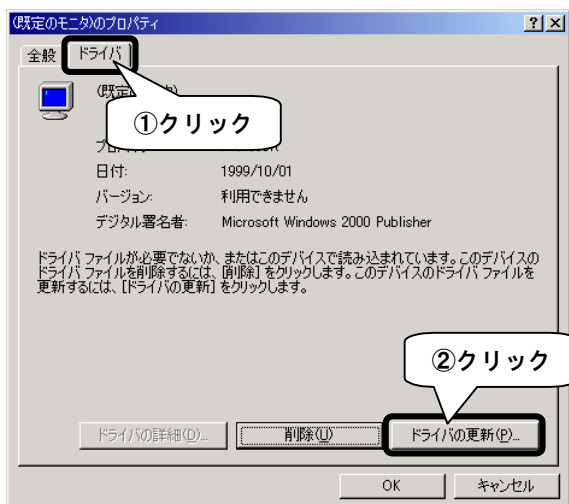 (既定のモニタ)のプロパティ
全般 ドライバ
①クリック
日付: 1999/10/01
バージョン: 利用できません
デジタル署名者: Microsoft Windows 2000 Publisher
ドライバ ファイルが必要でないか、またはこのデバイスで読み込まれています。このデバイスの
ドライバ ファイルを削除するには、[削除] をクリックします。このデバイスのドライバ ファイルを
更新するには、[ドライバの更新] をクリックします。
②クリック
ドライバの詳細(D)... 削除(U) ドライバの更新(P)...
OK キャンセル